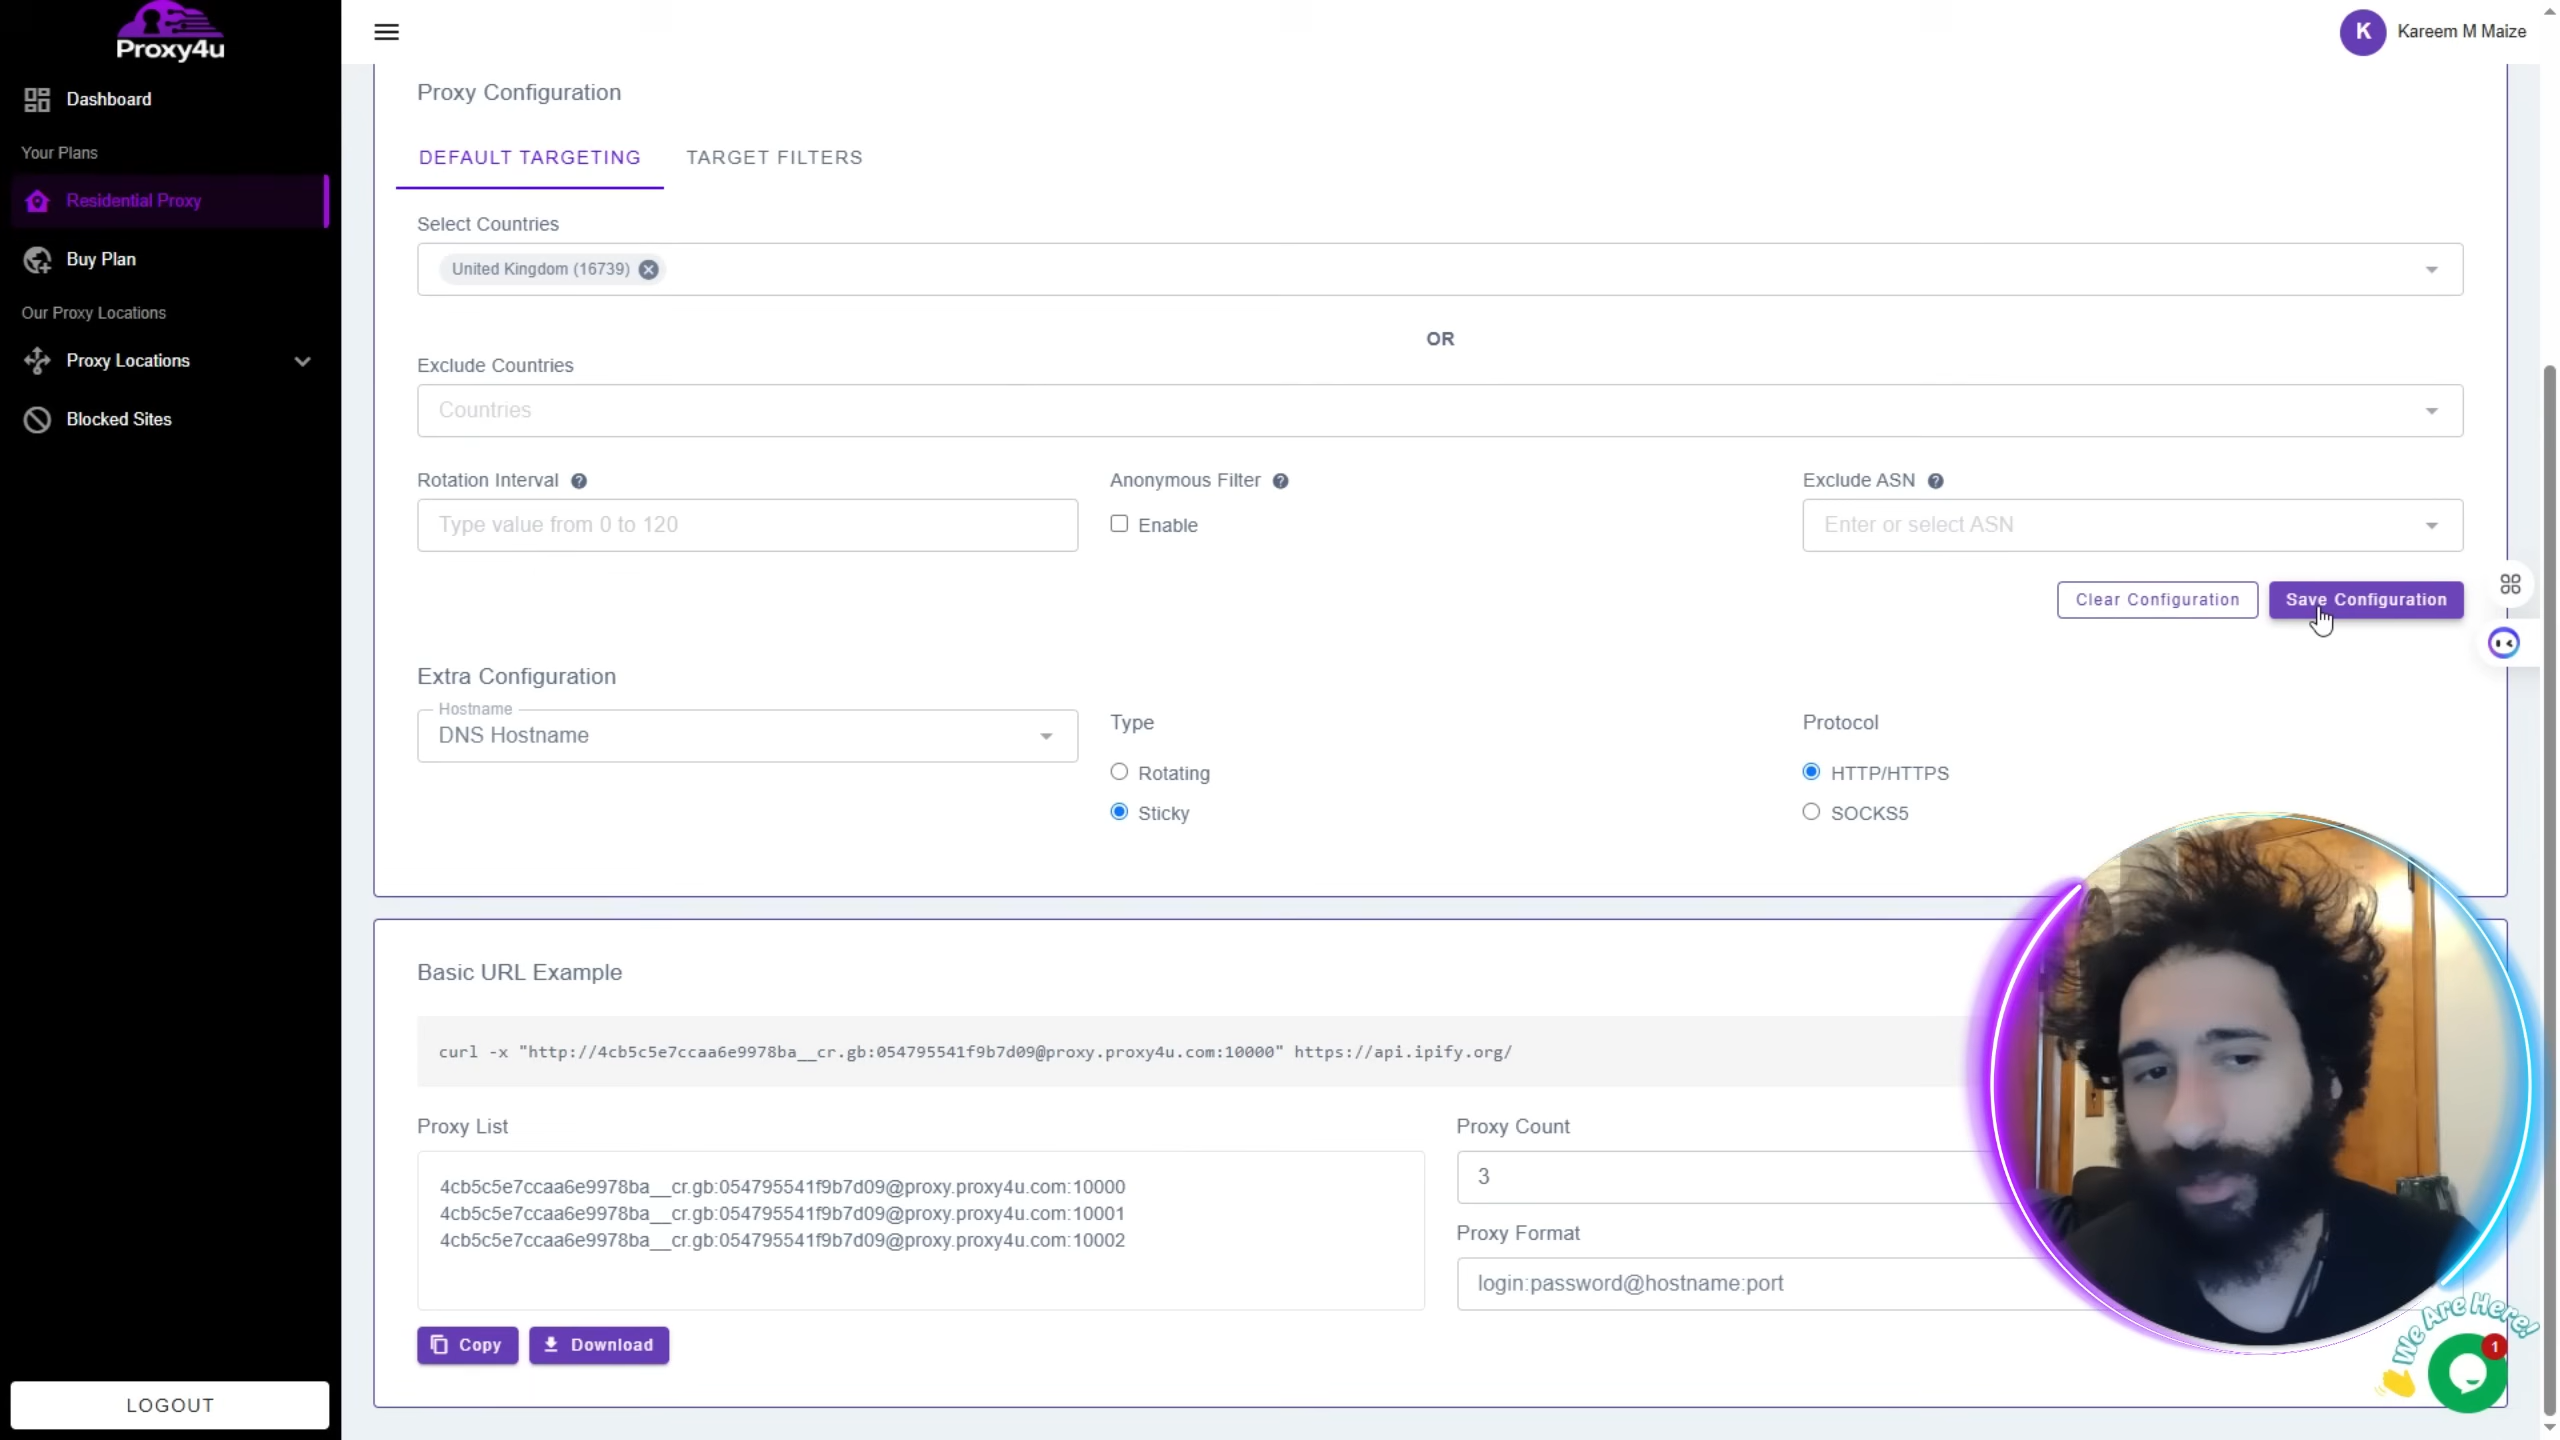 Proxy4u
K
Kareem M Maize
Dashboard
Your Plans
Residential Proxy
Buy Plan
Our Proxy Locations
Proxy Locations
Blocked Sites
LOGOUT
Proxy Configuration
DEFAULT TARGETING
TARGET FILTERS
Select Countries
United Kingdom (16739)
OR
Exclude Countries
Countries
Rotation Interval
Anonymous Filter
Exclude ASN
Type value from 0 to 120
Enable
Enter or select ASN
Clear Configuration
Save Configuration
Extra Configuration
Hostname
DNS Hostname
Type
Rotating
Sticky
Protocol
HTTP/HTTPS
SOCKS5
Basic URL Example
curl -x "http://4cb5c5e7ccaa6e9978ba__cr.gb:054795541f9b7d09@proxy.proxy4u.com:10000" https://api.ipify.org/
Proxy List
4cb5c5e7ccaa6e9978ba__cr.gb:054795541f9b7d09@proxy.proxy4u.com:10000
4cb5c5e7ccaa6e9978ba__cr.gb:054795541f9b7d09@proxy.proxy4u.com:10001
4cb5c5e7ccaa6e9978ba__cr.gb:054795541f9b7d09@proxy.proxy4u.com:10002
Copy
Download
Proxy Count
3
Proxy Format
login:password@hostname:port
We Are Here!
1